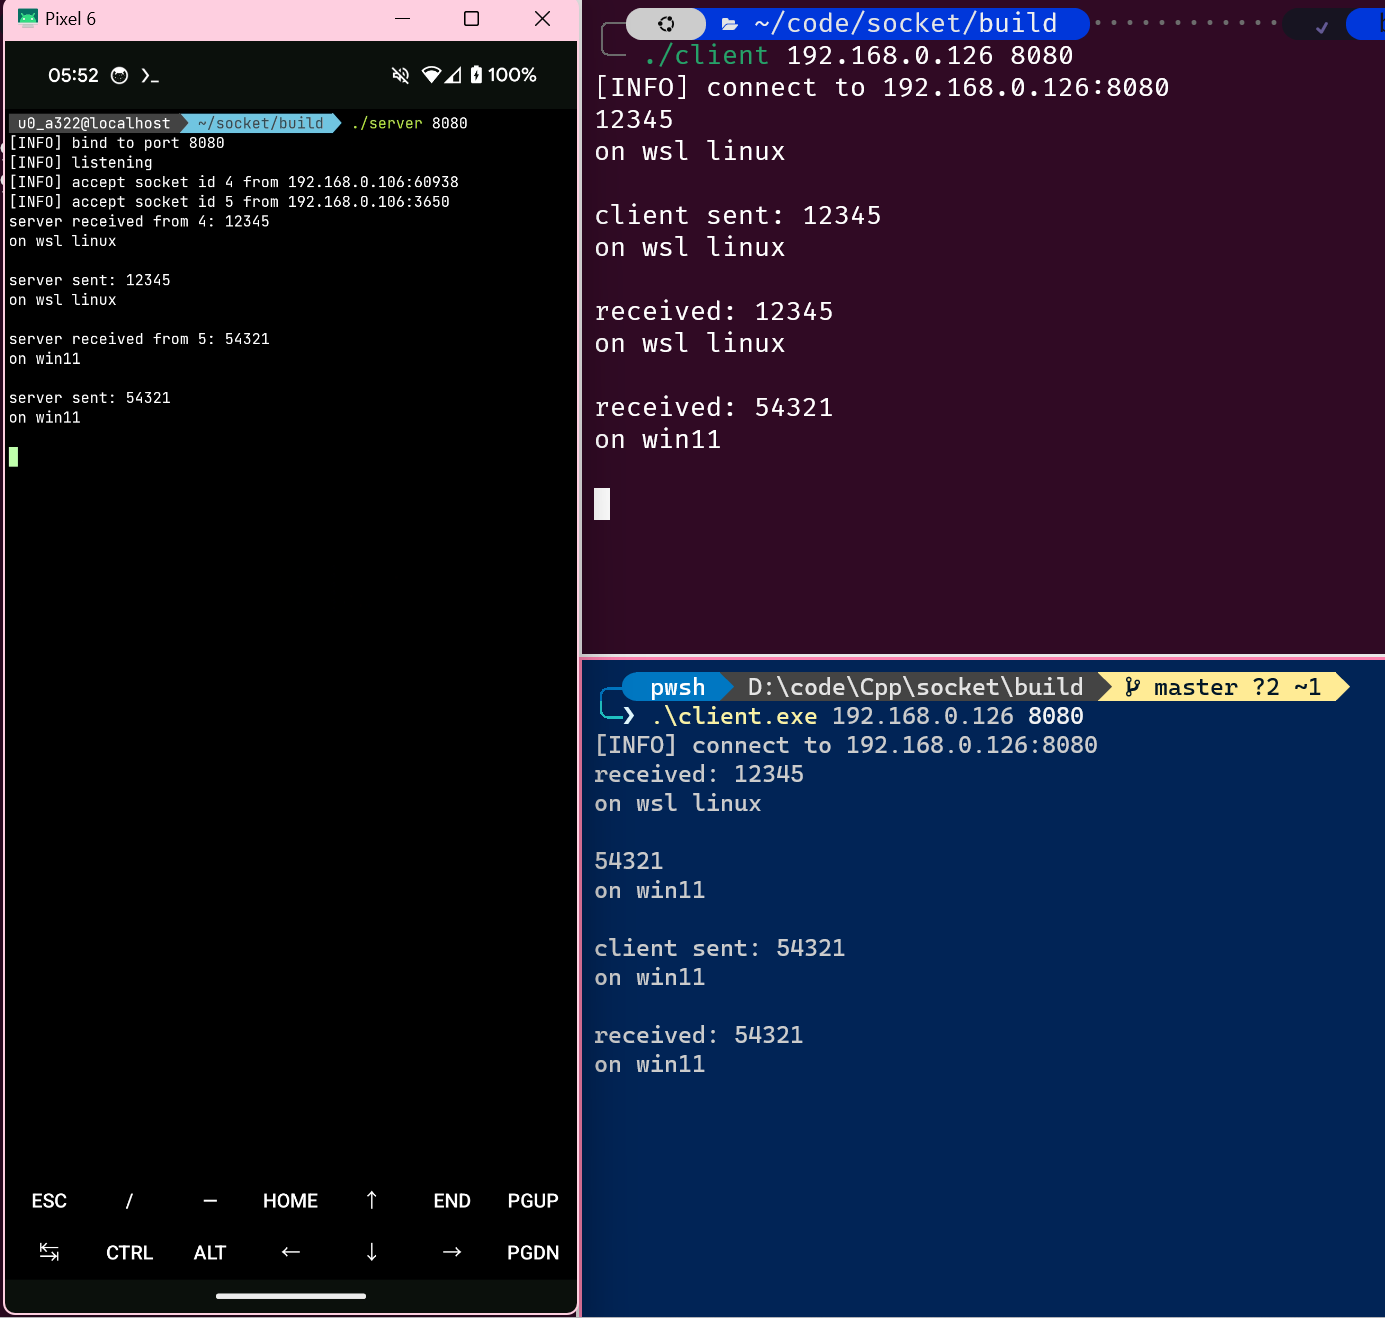 Pixel 6
05:52
100%
u0_a322@localhost ~/socket/build ./server 8080
[INFO] bind to port 8080
[INFO] listening
[INFO] accept socket id 4 from 192.168.0.106:60938
[INFO] accept socket id 5 from 192.168.0.106:3650
server received from 4: 12345
on wsl linux
server sent: 12345
on wsl linux
server received from 5: 54321
on win11
server sent: 54321
on win11
ESC / — HOME ↑ END PGUP
↹ CTRL ALT ← ↓ → PGDN
~/code/socket/build
./client 192.168.0.126 8080
[INFO] connect to 192.168.0.126:8080
12345
on wsl linux
client sent: 12345
on wsl linux
received: 12345
on wsl linux
received: 54321
on win11
pwsh D:\code\Cpp\socket\build master ?2 ~1
❯ .\client.exe 192.168.0.126 8080
[INFO] connect to 192.168.0.126:8080
received: 12345
on wsl linux
54321
on win11
client sent: 54321
on win11
received: 54321
on win11